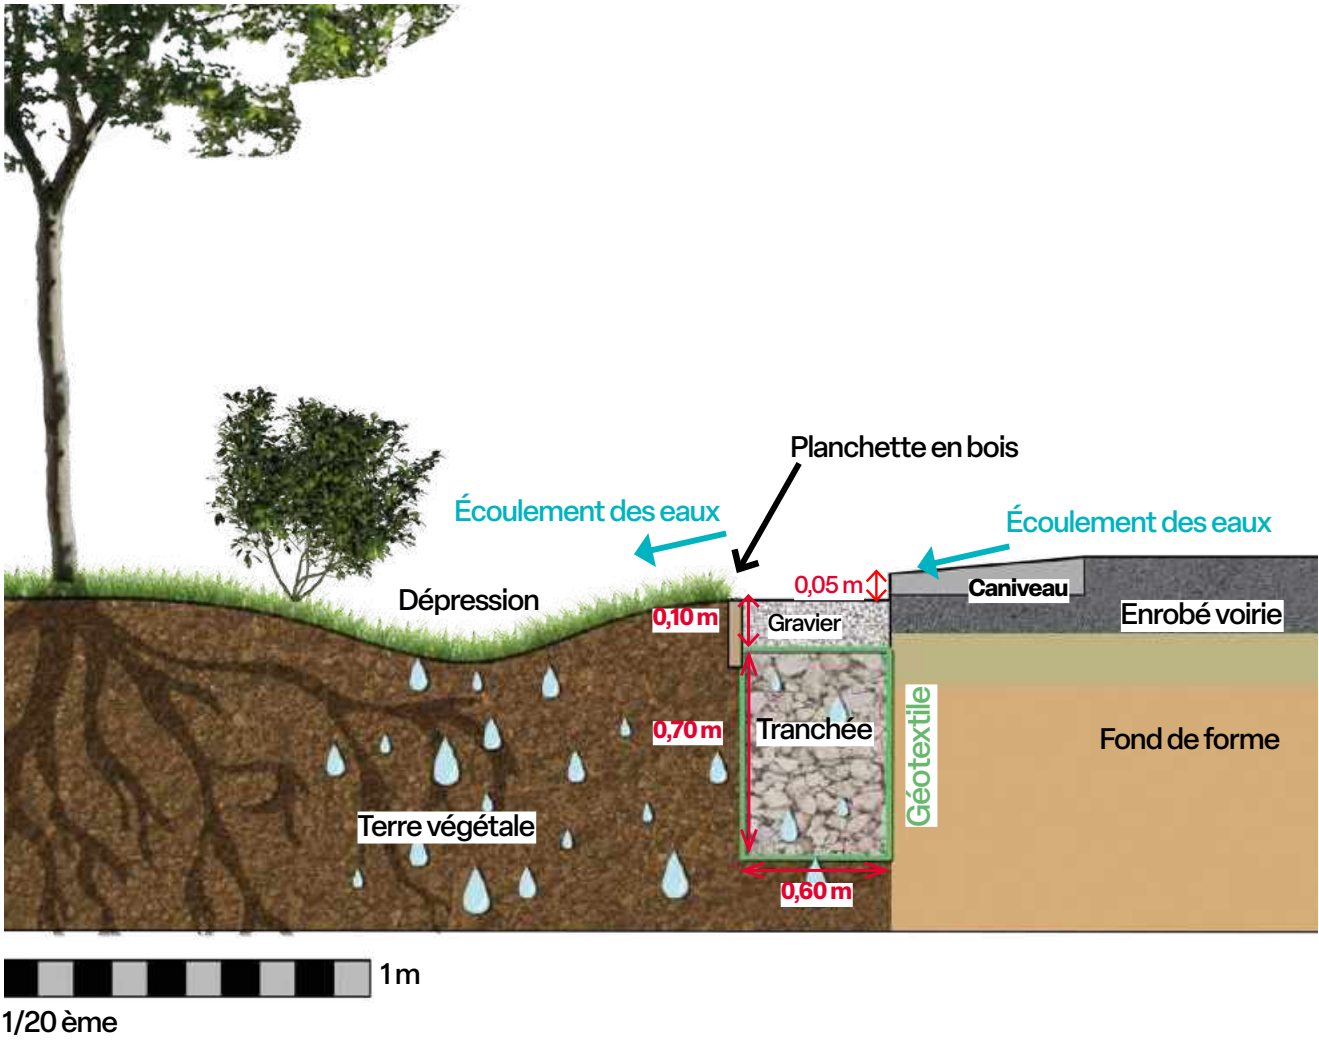 Planchette en bois
Écoulement des eaux
Écoulement des eaux
Dépression
0,05 m
Caniveau
0,10 m
Gravier
Enrobé voirie
0,70 m
Tranchée
Géotextile
Fond de forme
Terre végétale
0,60 m
1 m
1/20 ème